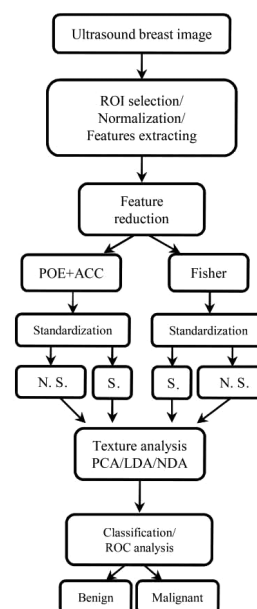 Ultrasound breast image
ROI selection/
Normalization/
Features extracting
Feature
reduction
POE+ACC
Fisher
Standardization
Standardization
N. S.
S.
S.
N. S.
Texture analysis
PCA/LDA/NDA
Classification/
ROC analysis
Benign
Malignant